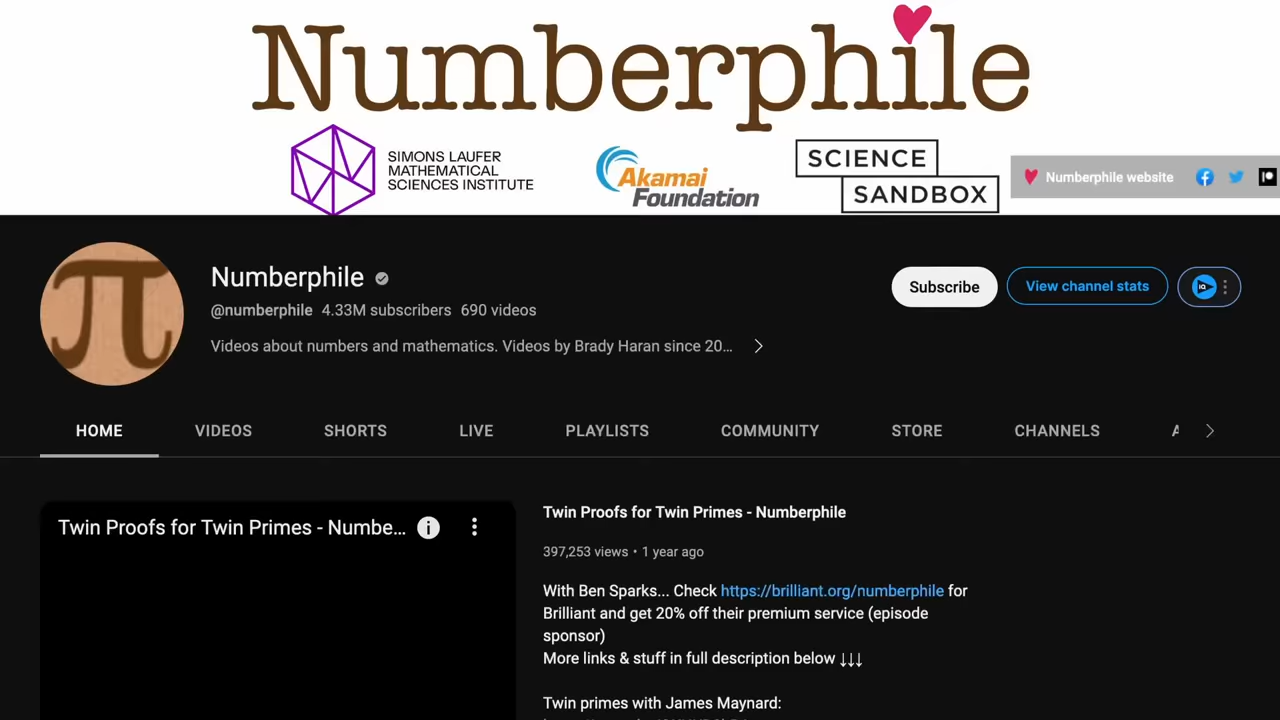 Numberphile
SIMONS LAUFER
MATHEMATICAL
SCIENCES INSTITUTE
Akamai
Foundation
SCIENCE
SANDBOX
Numberphile website
Numberphile
@numberphile 4.33M subscribers 690 videos
Videos about numbers and mathematics. Videos by Brady Haran since 20...
Subscribe
View channel stats
HOME VIDEOS SHORTS LIVE PLAYLISTS COMMUNITY STORE CHANNELS
Twin Proofs for Twin Primes - Numbe...
Twin Proofs for Twin Primes - Numberphile
397,253 views • 1 year ago
With Ben Sparks... Check https://brilliant.org/numberphile for
Brilliant and get 20% off their premium service (episode
sponsor)
More links & stuff in full description below ↓↓↓
Twin primes with James Maynard: